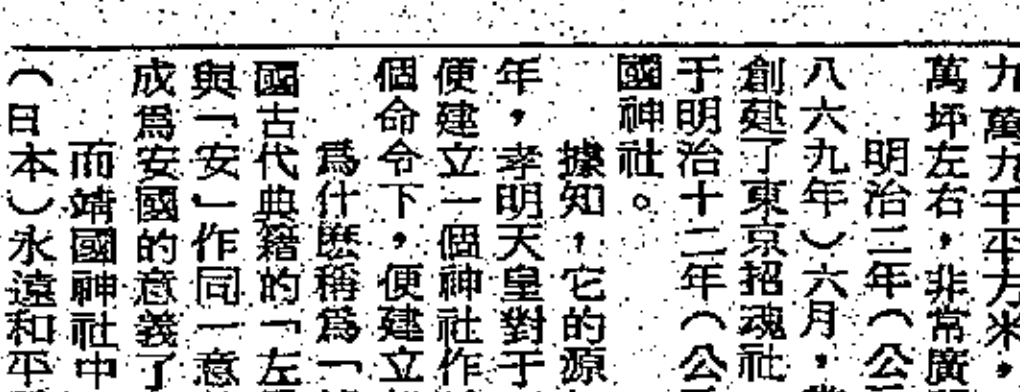 九萬九千平方米，
萬坪左右，非常廣
明治二年（公
八六九年）六月，
創建了東京招魂社
于明治十二年（公
國神社。
據知，它的源
年，孝明天皇對于
便建立一個神社作
個命令下，便建立
爲什麽稱爲「
國古代典籍的「左
與「安」作同一意
成爲安國的意義了
而靖國神社中
（日本）永遠和平